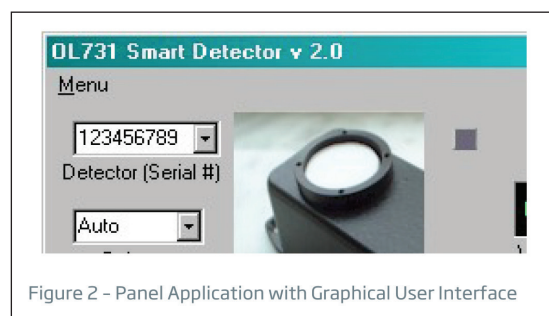 OL731 Smart Detector v 2.0
Menu
123456789
Detector (Serial #)
Auto
Figure 2 – Panel Application with Graphical User Interface